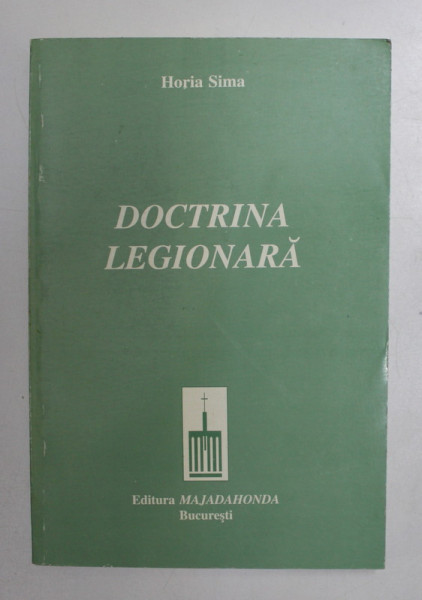 Horia Sima
DOCTRINA
LEGIONARĂ
Editura MAJADAHONDA
București